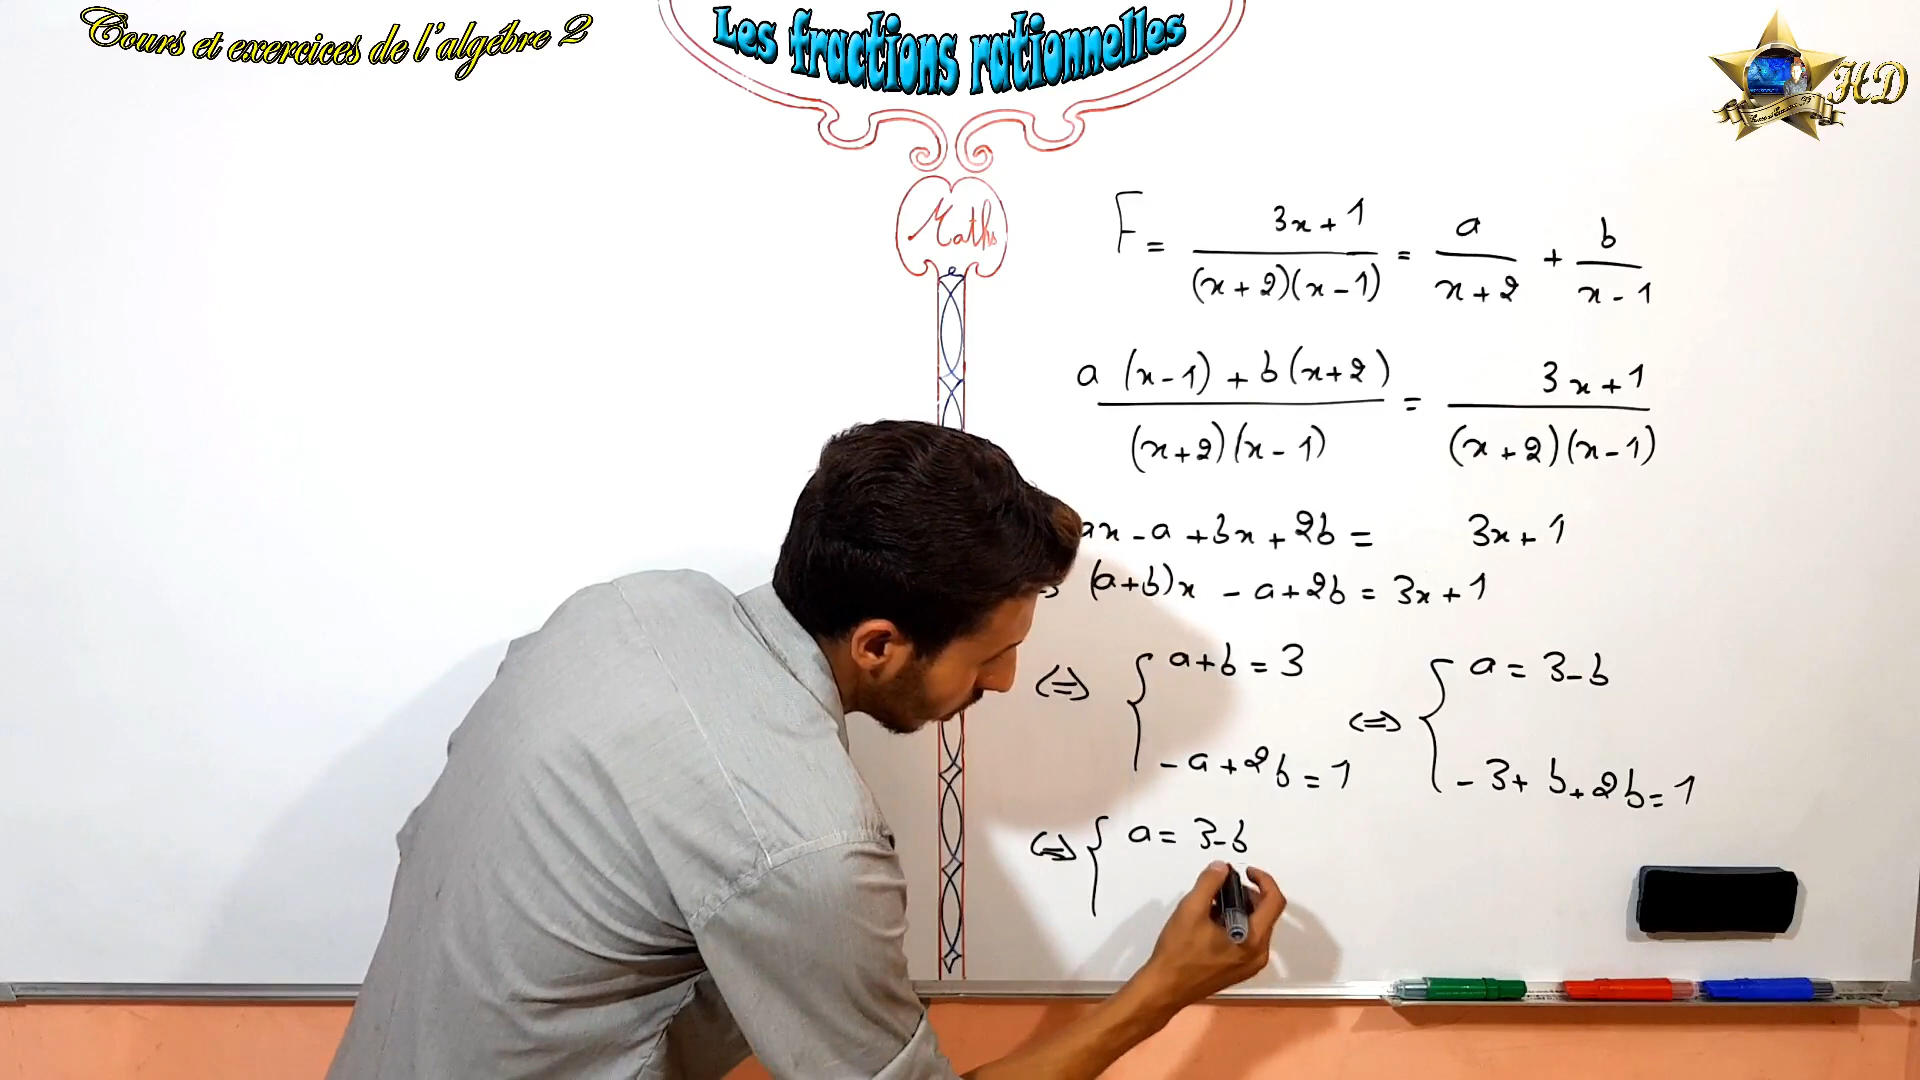 Cours et exercices de l'algébre 2
Les fractions rationnelles
HD
Maths
F = 3x+1 / (x+2)(x-1) = a / x+2 + b / x-1
a (x-1) + b(x+2) / (x+2)(x-1) = 3x+1 / (x+2)(x-1)
ax - a + bx + 2b = 3x+1
(a+b)x - a+2b = 3x+1
⇔ { a+b = 3 ⇔ { a = 3-b
-a+2b = 1 -3+b+2b = 1
⇔ { a = 3-b